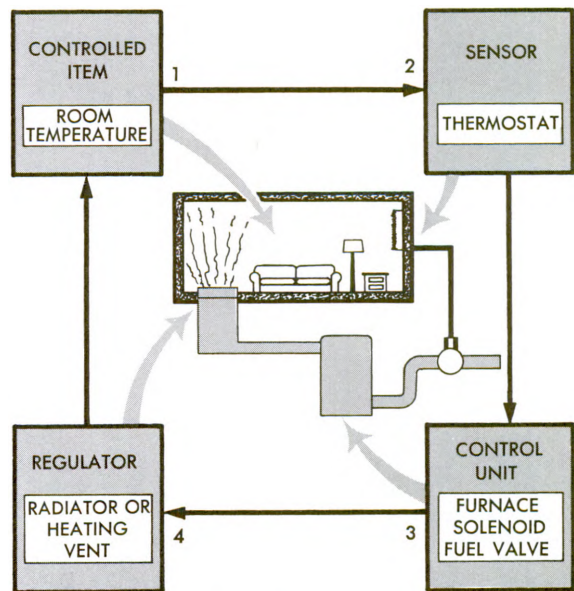 CONTROLLED
ITEM
ROOM
TEMPERATURE
1
2
SENSOR
THERMOSTAT
REGULATOR
RADIATOR OR
HEATING
VENT
4
3
CONTROL
UNIT
FURNACE
SOLENOID
FUEL VALVE